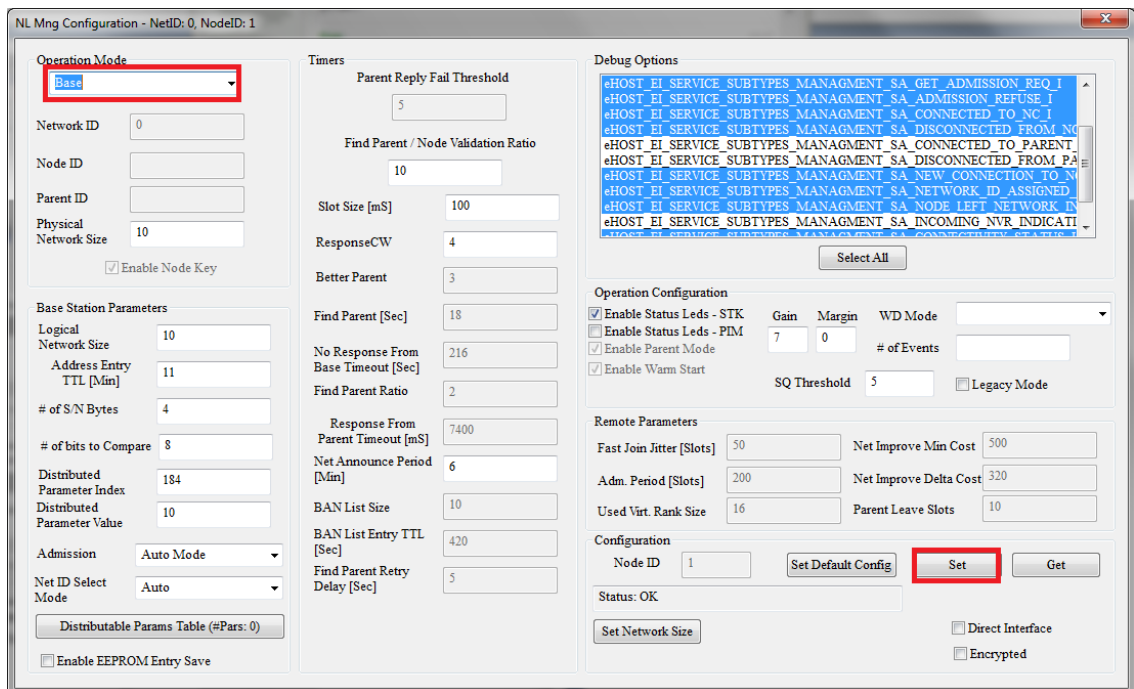 NL Mng Configuration - NetID: 0, NodeID: 1
Operation Mode
Base
Network ID 0
Node ID
Parent ID
Physical
Network Size 10
Enable Node Key
Base Station Parameters
Logical
Network Size 10
Address Entry
TTL [Min] 11
# of S/N Bytes 4
# of bits to Compare 8
Distributed
Parameter Index 184
Distributed
Parameter Value 10
Admission Auto Mode
Net ID Select
Mode Auto
Distributable Params Table (#Pars: 0)
Enable EEPROM Entry Save
Timers
Parent Reply Fail Threshold
5
Find Parent / Node Validation Ratio
10
Slot Size [mS] 100
ResponseCW 4
Better Parent 3
Find Parent [Sec] 18
No Response From
Base Timeout [Sec] 216
Find Parent Ratio 2
Response From
Parent Timeout [mS] 7400
Net Announce Period
[Min] 6
BAN List Size 10
BAN List Entry TTL
[Sec] 420
Find Parent Retry
Delay [Sec] 5
Debug Options
eHOST_EI_SERVICE_SUBTYPES_MANAGMENT_SA_GET_ADMISSION_REQ_I
eHOST_EI_SERVICE_SUBTYPES_MANAGMENT_SA_ADMISSION_REFUSE_I
eHOST_EI_SERVICE_SUBTYPES_MANAGMENT_SA_CONNECTED_TO_NC_I
eHOST_EI_SERVICE_SUBTYPES_MANAGMENT_SA_DISCONNECTED_FROM_NC
eHOST_EI_SERVICE_SUBTYPES_MANAGMENT_SA_CONNECTED_TO_PARENT_
eHOST_EI_SERVICE_SUBTYPES_MANAGMENT_SA_DISCONNECTED_FROM_PA
eHOST_EI_SERVICE_SUBTYPES_MANAGMENT_SA_NEW_CONNECTION_TO_N
eHOST_EI_SERVICE_SUBTYPES_MANAGMENT_SA_NETWORK_ID_ASSIGNED_
eHOST_EI_SERVICE_SUBTYPES_MANAGMENT_SA_NODE_LEFT_NETWORK_IN
eHOST_EI_SERVICE_SUBTYPES_MANAGMENT_SA_INCOMING_NVR_INDICATI
eHOST_EI_SERVICE_SUBTYPES_MANAGMENT_SA_CONNECTIVITY_STATUS_I
Select All
Operation Configuration
Enable Status Leds - STK Gain Margin WD Mode
Enable Status Leds - PIM 7 0
Enable Parent Mode # of Events
Enable Warm Start
SQ Threshold 5 Legacy Mode
Remote Parameters
Fast Join Jitter [Slots] 50 Net Improve Min Cost 500
Adm. Period [Slots] 200 Net Improve Delta Cost 320
Used Virt. Rank Size 16 Parent Leave Slots 10
Configuration
Node ID 1 Set Default Config Set Get
Status: OK
Set Network Size Direct Interface
Encrypted